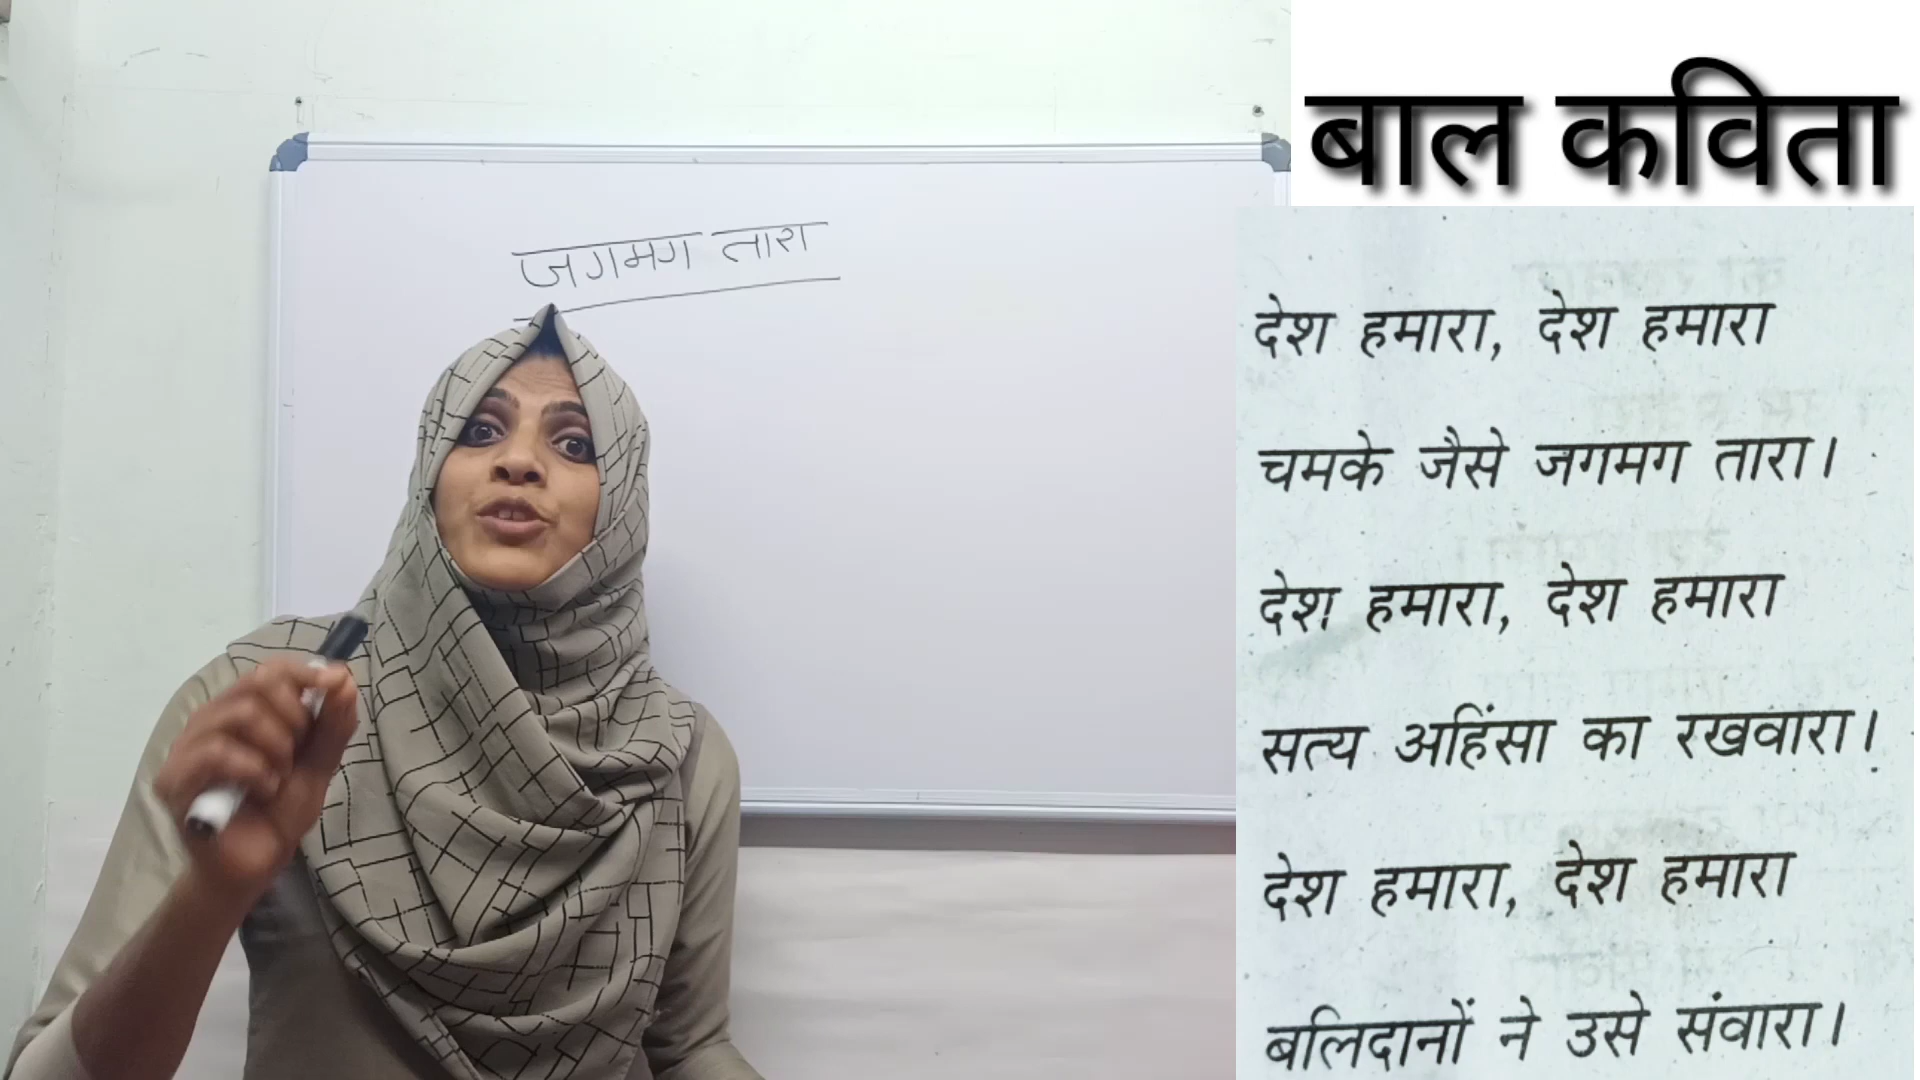 जगमग तारा
बाल कविता
देश हमारा, देश हमारा
चमके जैसे जगमग तारा।
देश हमारा, देश हमारा
सत्य अहिंसा का रखवारा।
देश हमारा, देश हमारा
बलिदानों ने उसे संवारा।